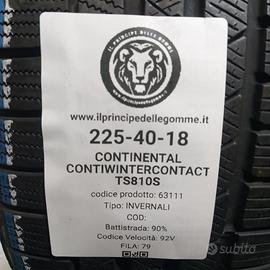 IL PRINCIPE DELLE GOMME
www.ilprincipedellegomme.it
225-40-18
CONTINENTAL
CONTIWINTERCONTACT
TS810S
codice prodotto: 63111
Tipo: INVERNALI
COD:
Battistrada: 90%
Codice Velocità: 92V
FILA: 79
subito